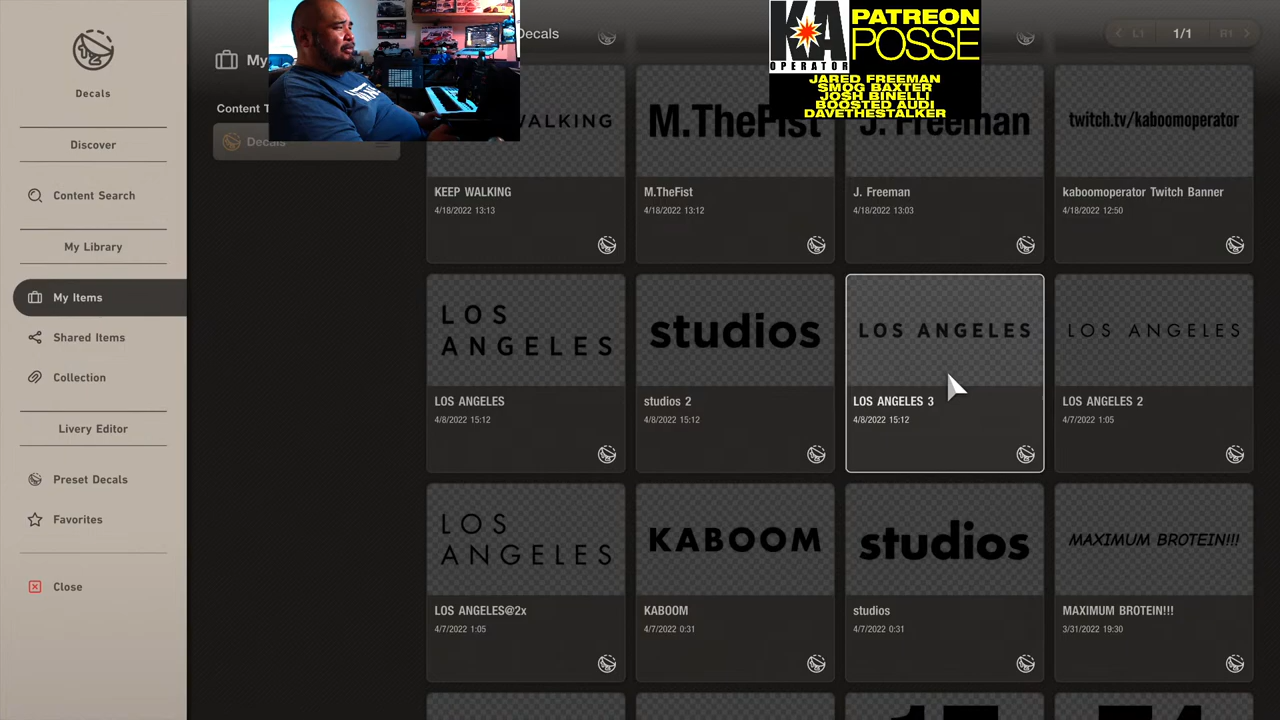 Decals
Discover
Content Search
My Library
My Items
Shared Items
Collection
Livery Editor
Preset Decals
Favorites
Close
My
Decals
Decals
KA
OPERATOR
PATREON
POSSE
JARED FREEMAN
SMOG BAXTER
JOSH BINELLI
BOOSTED AUDI
DAVETHESTALKER
L1
1/1
R1
WALKING
M.TheFist
J. Freeman
twitch.tv/kaboomoperator
KEEP WALKING
4/18/2022 13:13
M.TheFist
4/18/2022 13:12
J. Freeman
4/18/2022 13:03
kaboomoperator Twitch Banner
4/18/2022 12:50
LOS
ANGELES
studios
LOS ANGELES
LOS ANGELES
LOS ANGELES
4/8/2022 15:12
studios 2
4/8/2022 15:12
LOS ANGELES 3
4/8/2022 15:12
LOS ANGELES 2
4/7/2022 1:05
LOS
ANGELES
KABOOM
studios
MAXIMUM BROTEIN!!!
LOS ANGELES@2x
4/7/2022 1:05
KABOOM
4/7/2022 0:31
studios
4/7/2022 0:31
MAXIMUM BROTEIN!!!
3/31/2022 19:30